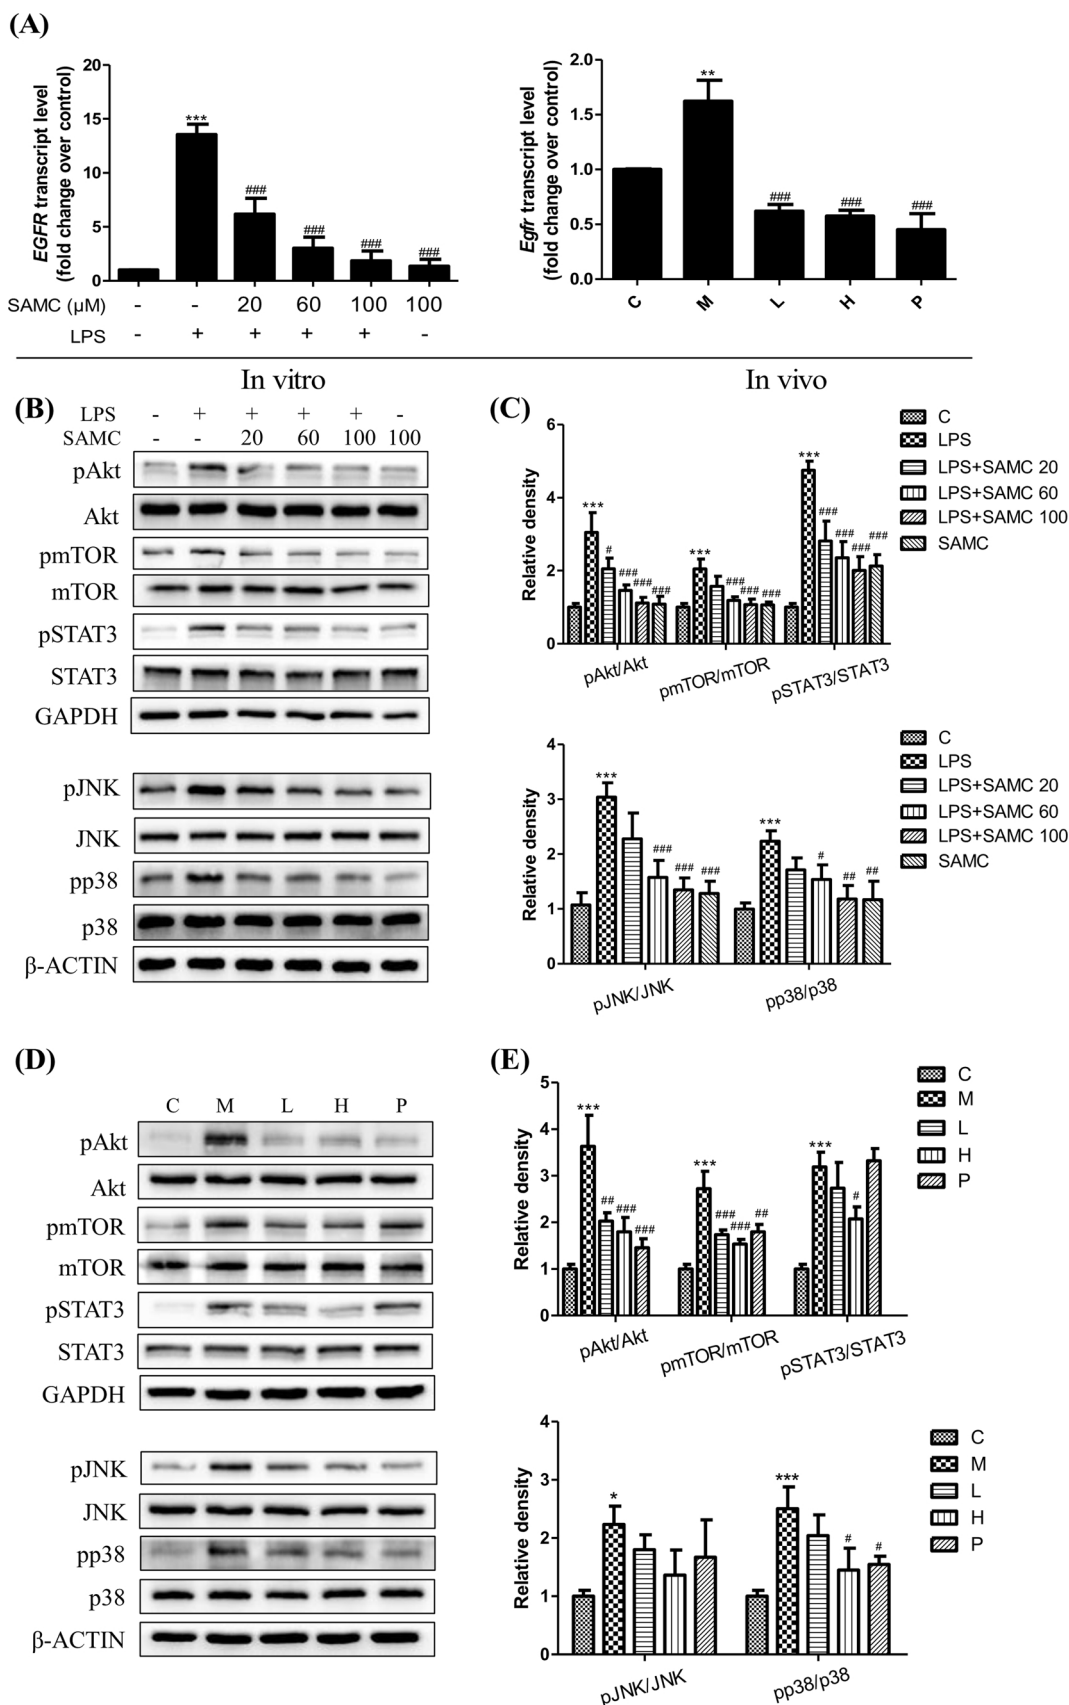 (A)
EGFR transcript level
(fold change over control)
20
15
10
5
0
***
###
###
###
###
SAMC (μM) - - 20 60 100 100
LPS - + + + + -
Egfr transcript level
(fold change over control)
2.0
1.5
1.0
0.5
0.0
**
###
###
###
C M L H P
In vitro
In vivo
(B)
LPS - + + + + -
SAMC - - 20 60 100 100
pAkt
Akt
pmTOR
mTOR
pSTAT3
STAT3
GAPDH
pJNK
JNK
pp38
p38
β-ACTIN
(C)
Relative density
6
4
2
0
***
#
###
###
###
***
###
###
###
***
###
###
###
###
pAkt/Akt
pmTOR/mTOR
pSTAT3/STAT3
C
LPS
LPS+SAMC 20
LPS+SAMC 60
LPS+SAMC 100
SAMC
Relative density
4
3
2
1
0
***
###
###
###
***
#
##
##
pJNK/JNK
pp38/p38
C
LPS
LPS+SAMC 20
LPS+SAMC 60
LPS+SAMC 100
SAMC
(D)
C M L H P
pAkt
Akt
pmTOR
mTOR
pSTAT3
STAT3
GAPDH
pJNK
JNK
pp38
p38
β-ACTIN
(E)
Relative density
5
4
3
2
1
0
***
##
###
###
***
###
###
##
***
#
pAkt/Akt
pmTOR/mTOR
pSTAT3/STAT3
C
M
L
H
P
Relative density
4
3
2
1
0
*
***
#
#
pJNK/JNK
pp38/p38
C
M
L
H
P